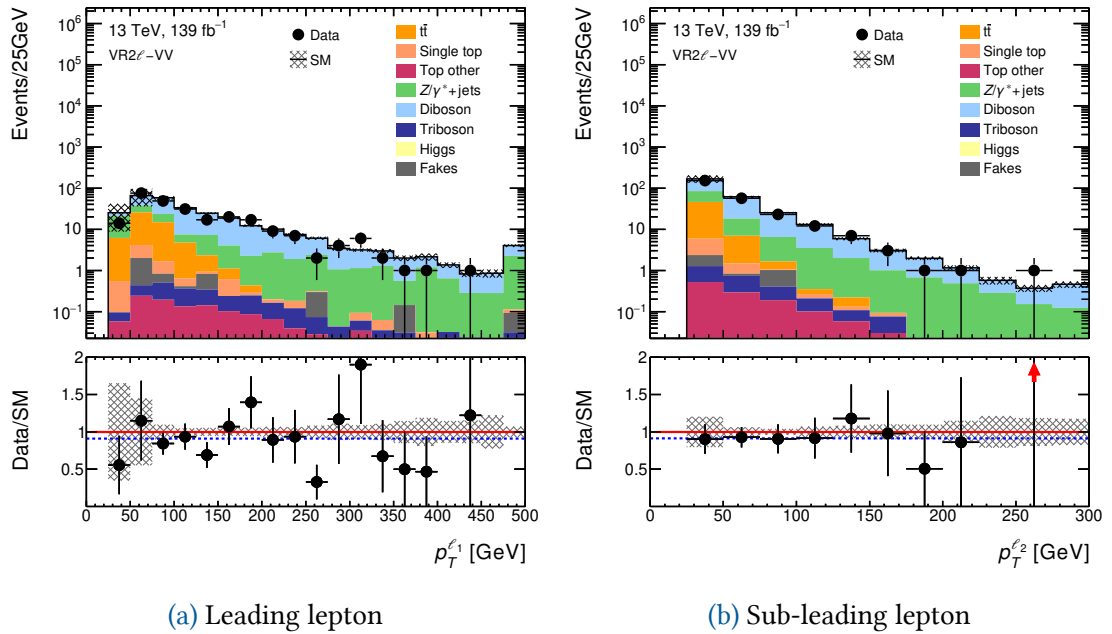 Events/25GeV
10⁶
10⁵
10⁴
10³
10²
10
1
10⁻¹
13 TeV, 139 fb⁻¹
VR2ℓ−VV
Data
SM
tt̄
Single top
Top other
Z/γ*+jets
Diboson
Triboson
Higgs
Fakes
Data/SM
2
1.5
1
0.5
0 50 100 150 200 250 300 350 400 450 500
p_T^{ℓ₁} [GeV]
(a) Leading lepton
Events/25GeV
10⁶
10⁵
10⁴
10³
10²
10
1
10⁻¹
13 TeV, 139 fb⁻¹
VR2ℓ−VV
Data
SM
tt̄
Single top
Top other
Z/γ*+jets
Diboson
Triboson
Higgs
Fakes
Data/SM
2
1.5
1
0.5
0 50 100 150 200 250 300
p_T^{ℓ₂} [GeV]
(b) Sub-leading lepton